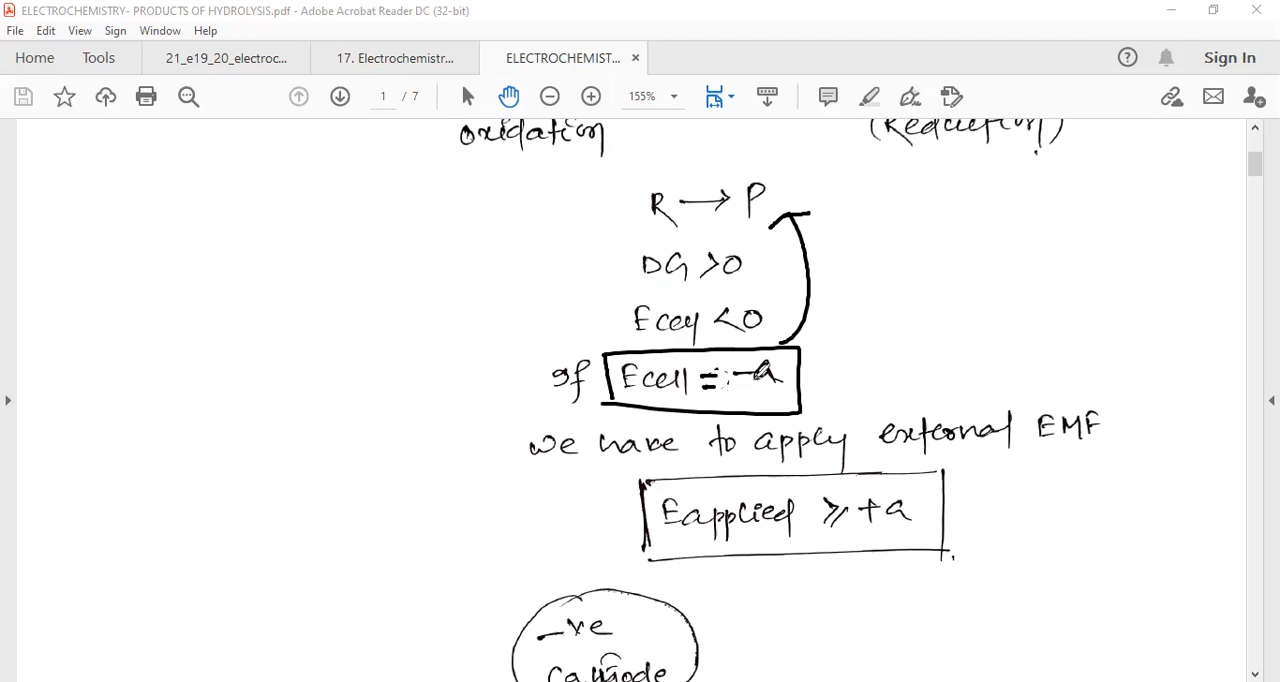 ELECTROCHEMISTRY- PRODUCTS OF HYDROLYSIS.pdf - Adobe Acrobat Reader DC (32-bit)
File Edit View Sign Window Help
Home Tools 21_e19_20_electroc... 17. Electrochemistr... ELECTROCHEMIST... × Sign In
1 / 7 155%
oxidation (Reduction)
R → P
DG >0
Ecell <0
If Ecell = -a
we have to apply external EMF
Eapplied ≥ +a
-ve
Cathode